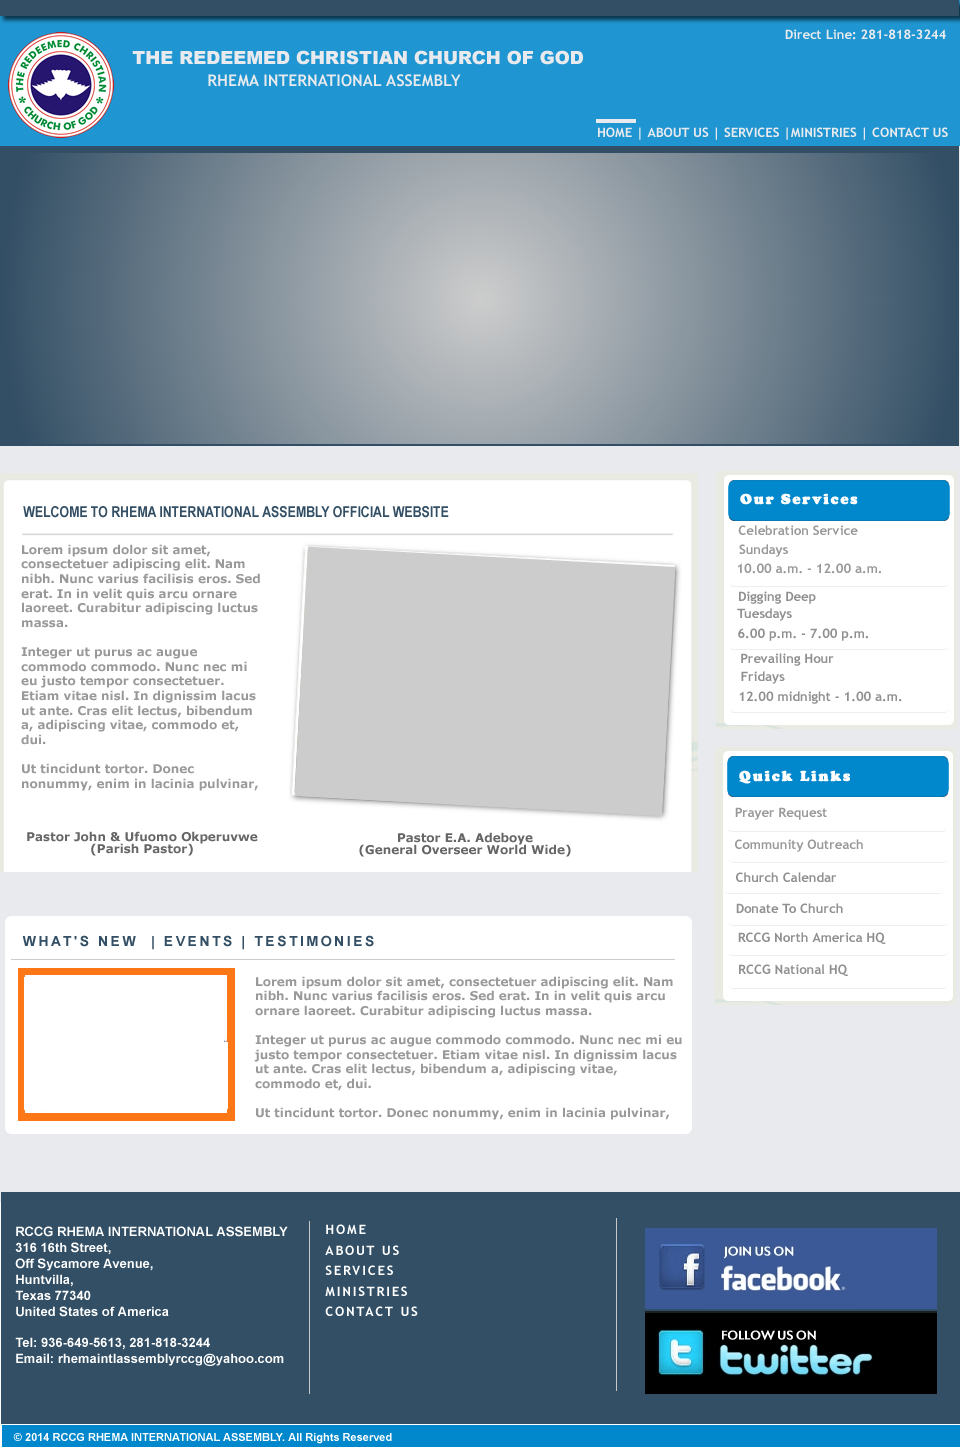 Direct Line: 281-818-3244
THE REDEEMED CHRISTIAN
CHURCH OF GOD
THE REDEEMED CHRISTIAN CHURCH OF GOD
RHEMA INTERNATIONAL ASSEMBLY
HOME | ABOUT US | SERVICES |MINISTRIES | CONTACT US
WELCOME TO RHEMA INTERNATIONAL ASSEMBLY OFFICIAL WEBSITE
Lorem ipsum dolor sit amet,
consectetuer adipiscing elit. Nam
nibh. Nunc varius facilisis eros. Sed
erat. In in velit quis arcu ornare
laoreet. Curabitur adipiscing luctus
massa.
Integer ut purus ac augue
commodo commodo. Nunc nec mi
eu justo tempor consectetuer.
Etiam vitae nisl. In dignissim lacus
ut ante. Cras elit lectus, bibendum
a, adipiscing vitae, commodo et,
dui.
Ut tincidunt tortor. Donec
nonummy, enim in lacinia pulvinar,
Pastor John & Ufuomo Okperuvwe
(Parish Pastor)
Pastor E.A. Adeboye
(General Overseer World Wide)
Our Services
Celebration Service
Sundays
10.00 a.m. - 12.00 a.m.
Digging Deep
Tuesdays
6.00 p.m. - 7.00 p.m.
Prevailing Hour
Fridays
12.00 midnight - 1.00 a.m.
Quick Links
Prayer Request
Community Outreach
Church Calendar
Donate To Church
RCCG North America HQ
RCCG National HQ
WHAT'S NEW | EVENTS | TESTIMONIES
Lorem ipsum dolor sit amet, consectetuer adipiscing elit. Nam
nibh. Nunc varius facilisis eros. Sed erat. In in velit quis arcu
ornare laoreet. Curabitur adipiscing luctus massa.
Integer ut purus ac augue commodo commodo. Nunc nec mi eu
justo tempor consectetuer. Etiam vitae nisl. In dignissim lacus
ut ante. Cras elit lectus, bibendum a, adipiscing vitae,
commodo et, dui.
Ut tincidunt tortor. Donec nonummy, enim in lacinia pulvinar,
RCCG RHEMA INTERNATIONAL ASSEMBLY
316 16th Street,
Off Sycamore Avenue,
Huntvilla,
Texas 77340
United States of America
Tel: 936-649-5613, 281-818-3244
Email: rhemaintlassemblyrccg@yahoo.com
HOME
ABOUT US
SERVICES
MINISTRIES
CONTACT US
f
JOIN US ON
facebook.
t
FOLLOW US ON
twitter
© 2014 RCCG RHEMA INTERNATIONAL ASSEMBLY. All Rights Reserved